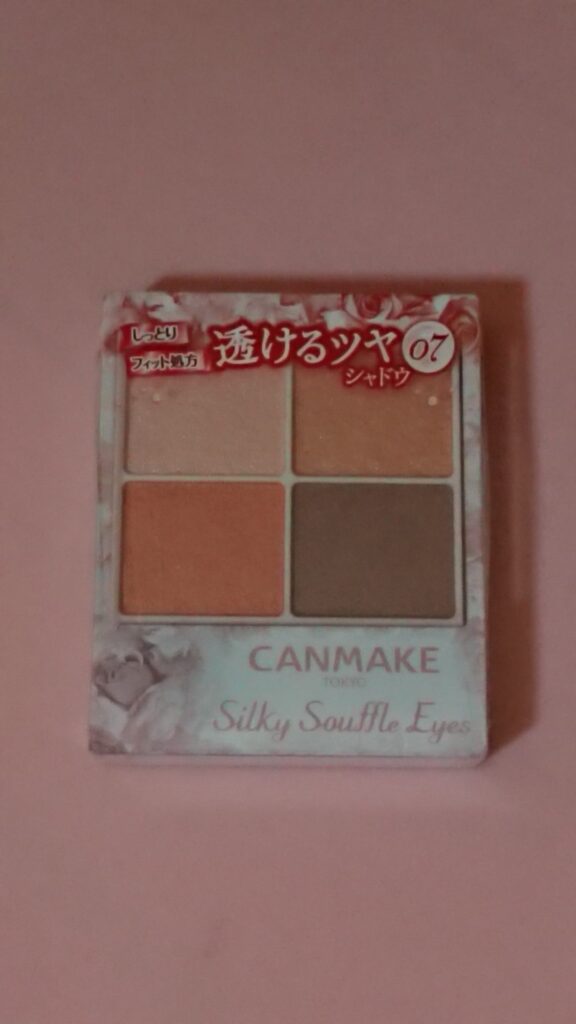 しっとり
フィット処方
透けるツヤ
シャドウ
07
CANMAKE
TOKYO
Silky Souffle Eyes